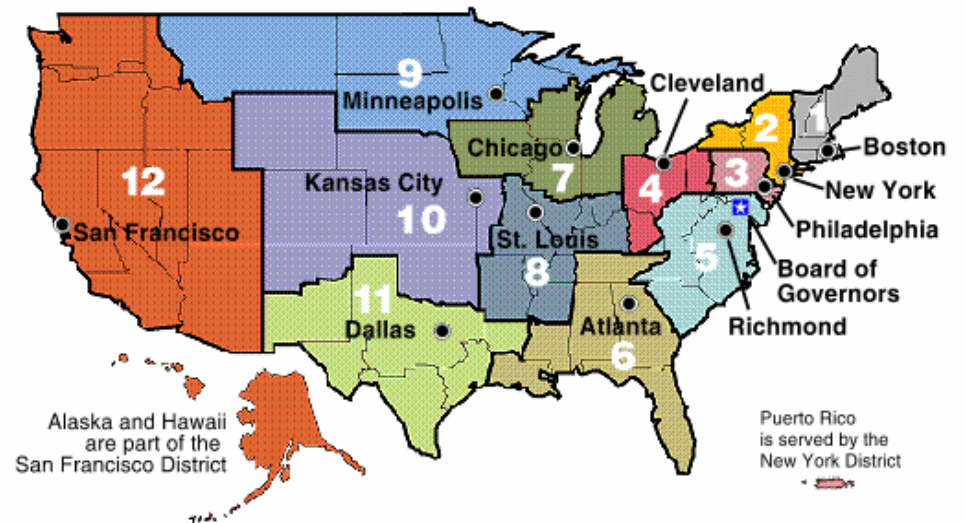 9
Minneapolis
Cleveland
2
1
Chicago
7
Boston
12
Kansas City
4
3
New York
10
San Francisco
St. Louis
Philadelphia
5
8
Board of
Governors
11
Dallas
Atlanta
Richmond
6
Alaska and Hawaii
are part of the
San Francisco District
Puerto Rico
is served by the
New York District